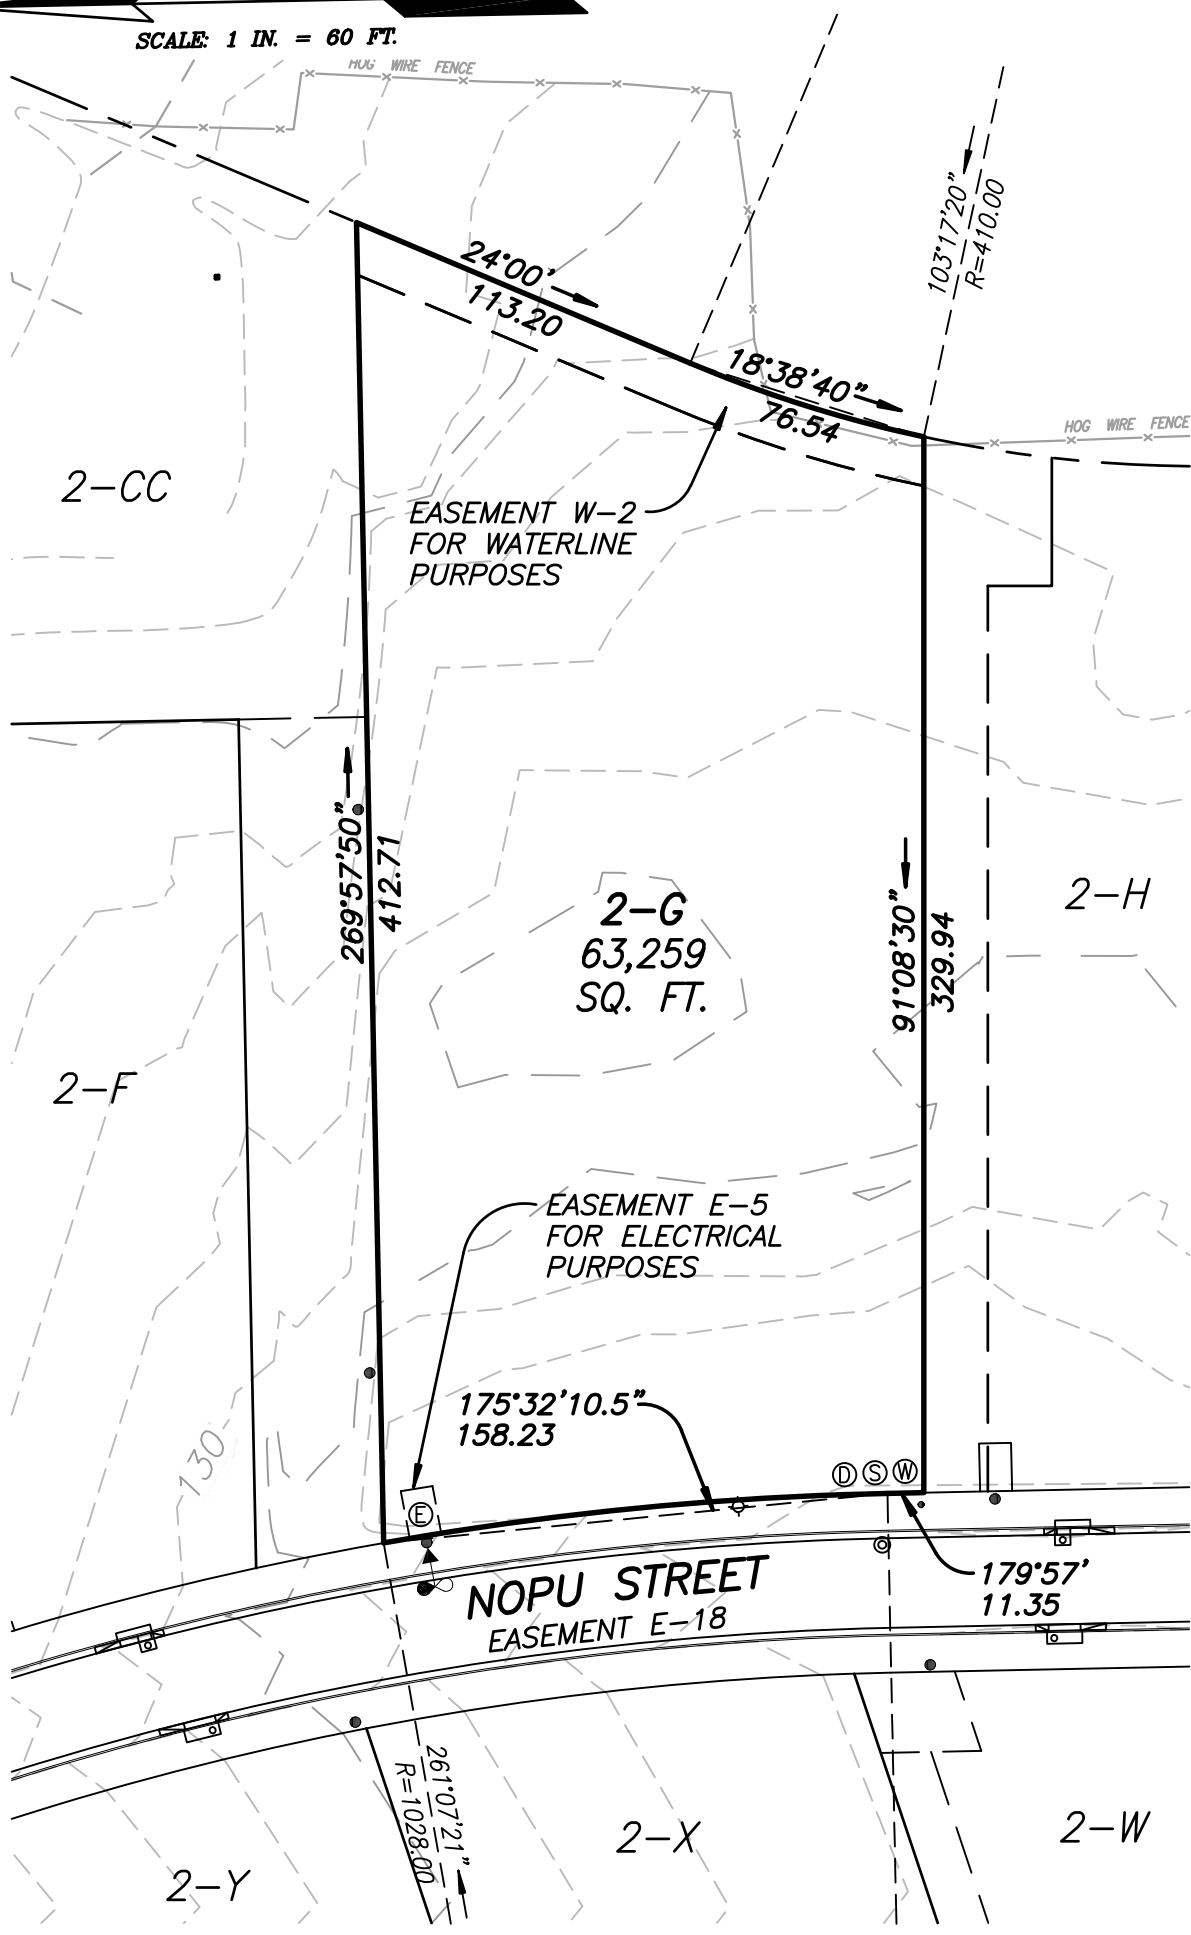 SCALE: 1 IN. = 60 FT.
HOG WIRE FENCE
103°17'20"
R=410.00
24°00'
113.20
18°38'40"
76.54
HOG WIRE FENCE
2-CC
EASEMENT W-2
FOR WATERLINE
PURPOSES
269°57'50"
412.71
2-G
63,259
SQ. FT.
91°08'30"
329.94
2-H
2-F
EASEMENT E-5
FOR ELECTRICAL
PURPOSES
175°32'10.5"
158.23
130
D S W
E
NOPU STREET
EASEMENT E-18
179°57'
11.35
261°07'21"
R=1028.00
2-X
2-W
2-Y